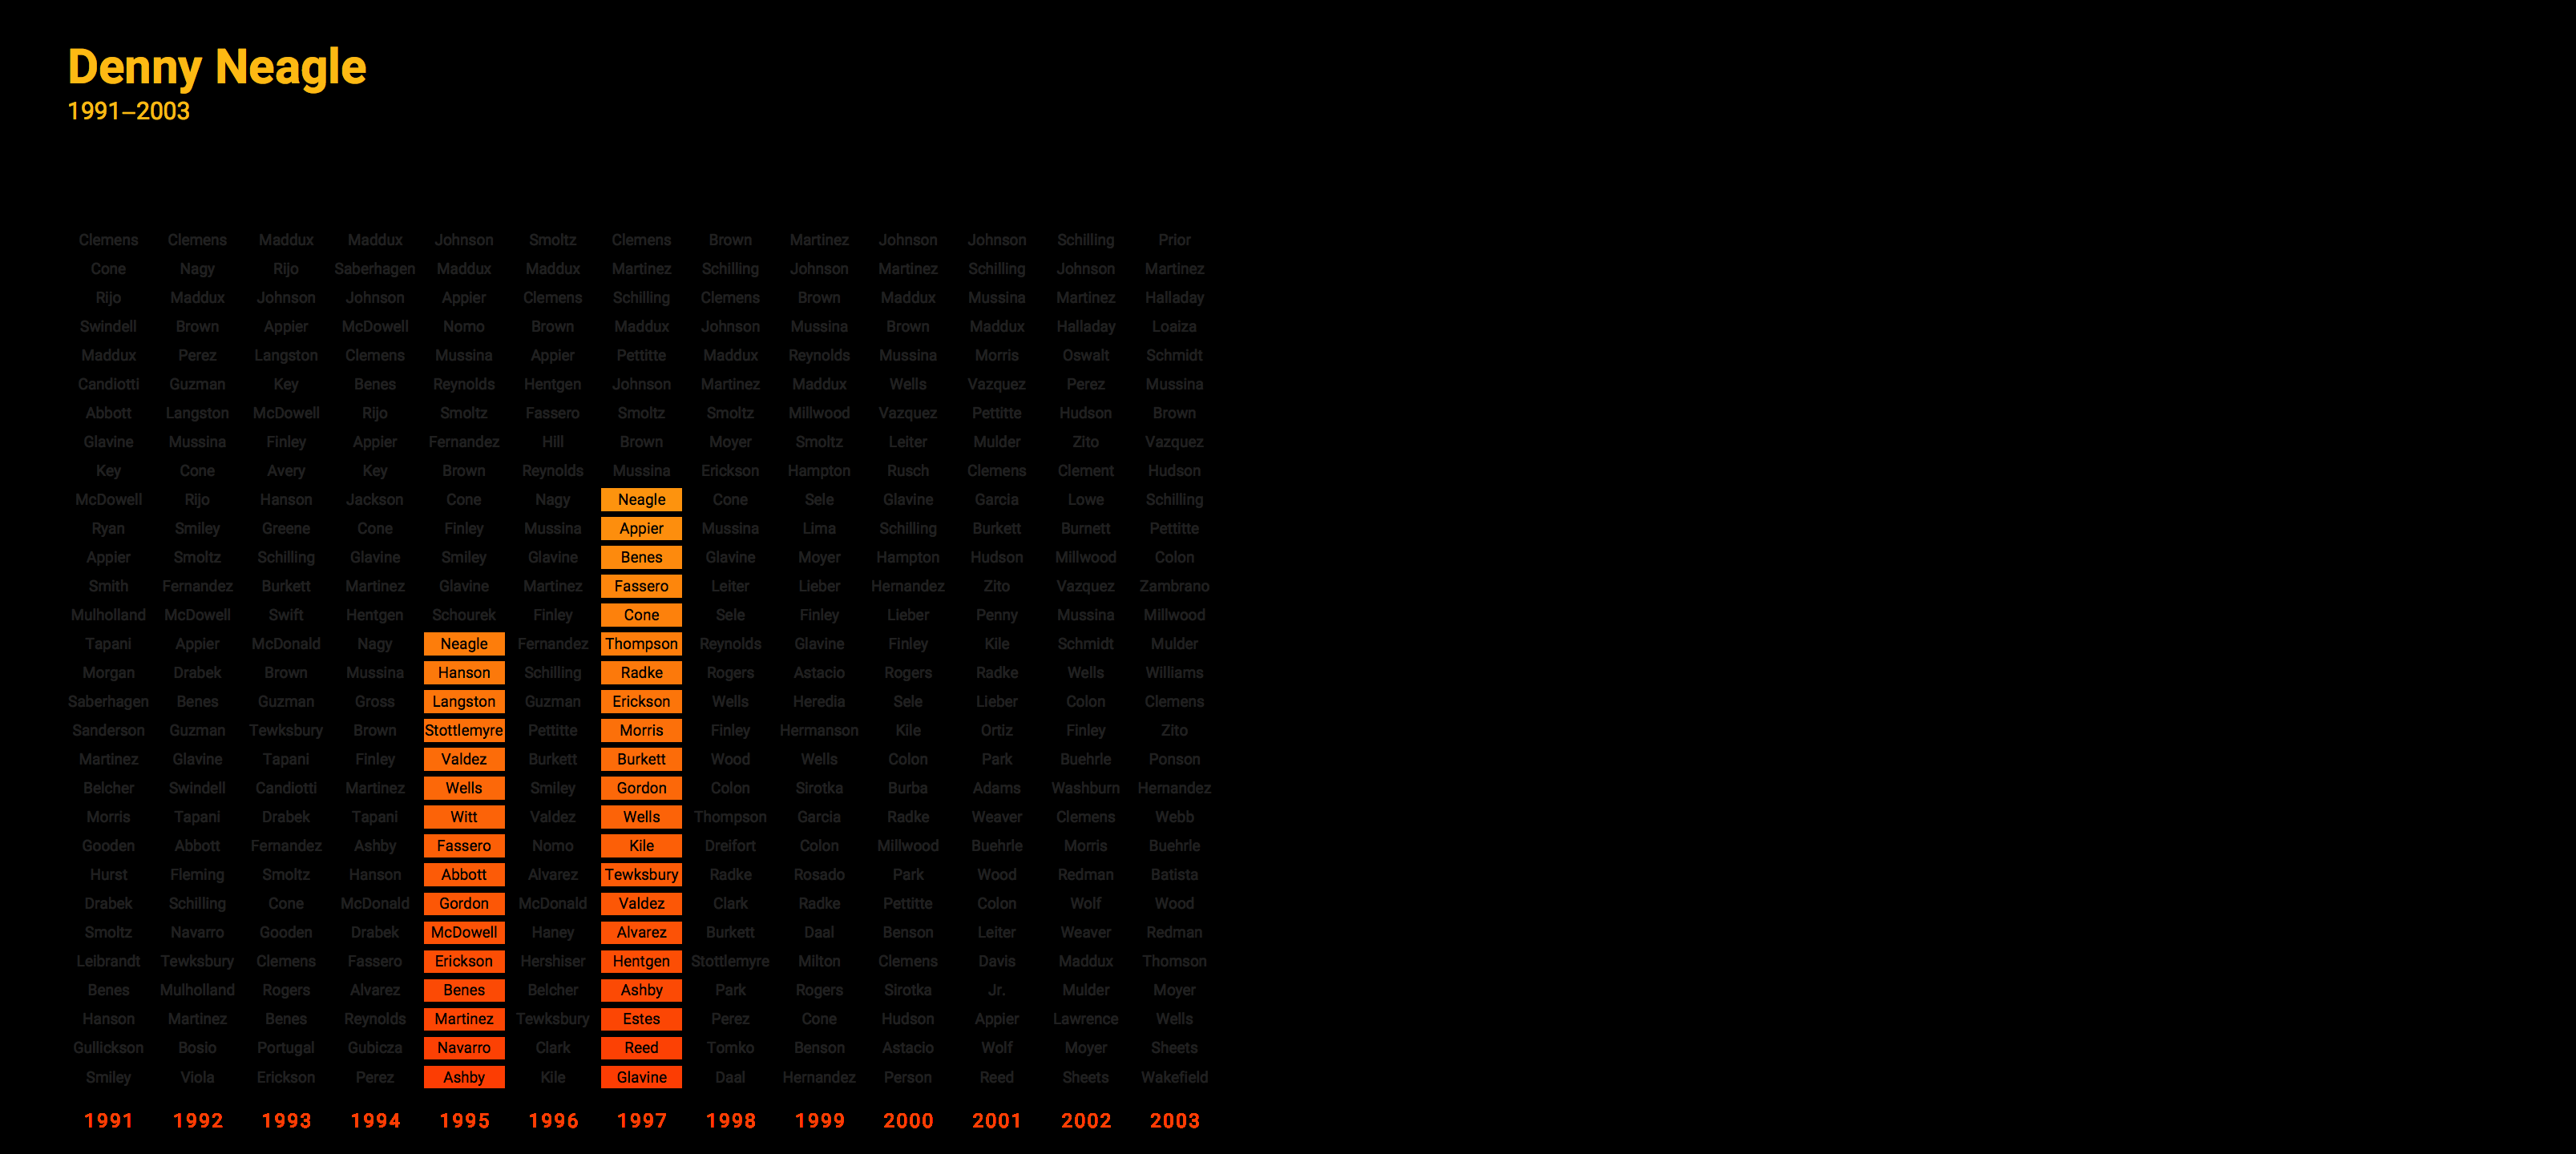 Denny Neagle
1991–2003
Clemens Clemens Maddux Maddux Johnson Smoltz Clemens Brown Martinez Johnson Johnson Schilling Prior
Cone Nagy Rijo Saberhagen Maddux Maddux Martinez Schilling Johnson Martinez Schilling Johnson Martinez
Rijo Maddux Johnson Johnson Appier Clemens Schilling Clemens Brown Maddux Mussina Martinez Halladay
Swindell Brown Appier McDowell Nomo Brown Maddux Johnson Mussina Brown Maddux Halladay Loaiza
Maddux Perez Langston Clemens Mussina Appier Pettitte Maddux Reynolds Mussina Morris Oswalt Schmidt
Candiotti Guzman Key Benes Reynolds Hentgen Johnson Martinez Maddux Wells Vazquez Perez Mussina
Abbott Langston McDowell Rijo Smoltz Fassero Smoltz Smoltz Millwood Vazquez Pettitte Hudson Brown
Glavine Mussina Finley Appier Fernandez Hill Brown Moyer Smoltz Leiter Mulder Zito Vazquez
Key Cone Avery Key Brown Reynolds Mussina Erickson Hampton Rusch Clemens Clement Hudson
McDowell Rijo Hanson Jackson Cone Nagy Neagle Cone Sele Glavine Garcia Lowe Schilling
Ryan Smiley Greene Cone Finley Mussina Appier Mussina Lima Schilling Burkett Burnett Pettitte
Appier Smoltz Schilling Glavine Smiley Glavine Benes Glavine Moyer Hampton Hudson Millwood Colon
Smith Fernandez Burkett Martinez Glavine Martinez Fassero Leiter Lieber Hernandez Zito Vazquez Zambrano
Mulholland McDowell Swift Hentgen Schourek Finley Cone Sele Finley Lieber Penny Mussina Millwood
Tapani Appier McDonald Nagy Neagle Fernandez Thompson Reynolds Glavine Finley Kile Schmidt Mulder
Morgan Drabek Brown Mussina Hanson Schilling Radke Rogers Astacio Rogers Radke Wells Williams
Saberhagen Benes Guzman Gross Langston Guzman Erickson Wells Heredia Sele Lieber Colon Clemens
Sanderson Guzman Tewksbury Brown Stottlemyre Pettitte Morris Finley Hermanson Kile Ortiz Finley Zito
Martinez Glavine Tapani Finley Valdez Burkett Burkett Wood Wells Colon Park Buehrle Ponson
Belcher Swindell Candiotti Martinez Wells Smiley Gordon Colon Sirotka Burba Adams Washburn Hernandez
Morris Tapani Drabek Tapani Witt Valdez Wells Thompson Garcia Radke Weaver Clemens Webb
Gooden Abbott Fernandez Ashby Fassero Nomo Kile Dreifort Colon Millwood Buehrle Morris Buehrle
Hurst Fleming Smoltz Hanson Abbott Alvarez Tewksbury Radke Rosado Park Wood Redman Batista
Drabek Schilling Cone McDonald Gordon McDonald Valdez Clark Radke Pettitte Colon Wolf Wood
Smoltz Navarro Gooden Drabek McDowell Haney Alvarez Burkett Daal Benson Leiter Weaver Redman
Leibrandt Tewksbury Clemens Fassero Erickson Hershiser Hentgen Stottlemyre Milton Clemens Davis Maddux Thomson
Benes Mulholland Rogers Alvarez Benes Belcher Ashby Park Rogers Sirotka Jr. Mulder Moyer
Hanson Martinez Benes Reynolds Martinez Tewksbury Estes Perez Cone Hudson Appier Lawrence Wells
Gullickson Bosio Portugal Gubicza Navarro Clark Reed Tomko Benson Astacio Wolf Moyer Sheets
Smiley Viola Erickson Perez Ashby Kile Glavine Daal Hernandez Person Reed Sheets Wakefield
1991 1992 1993 1994 1995 1996 1997 1998 1999 2000 2001 2002 2003